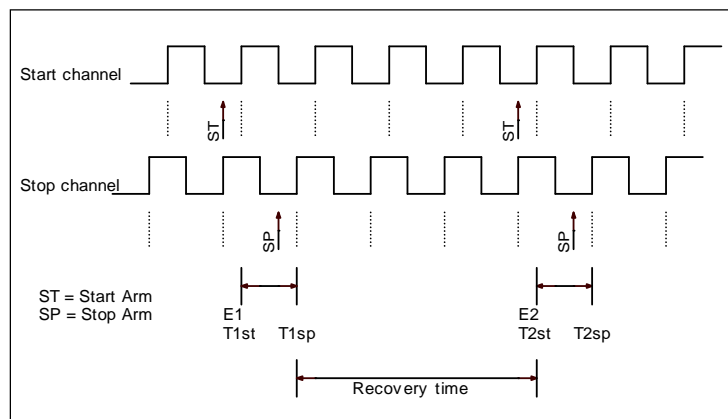 Start channel
ST
ST
Stop channel
SP
SP
ST = Start Arm
SP = Stop Arm
E1
E2
T1st
T1sp
T2st
T2sp
Recovery time